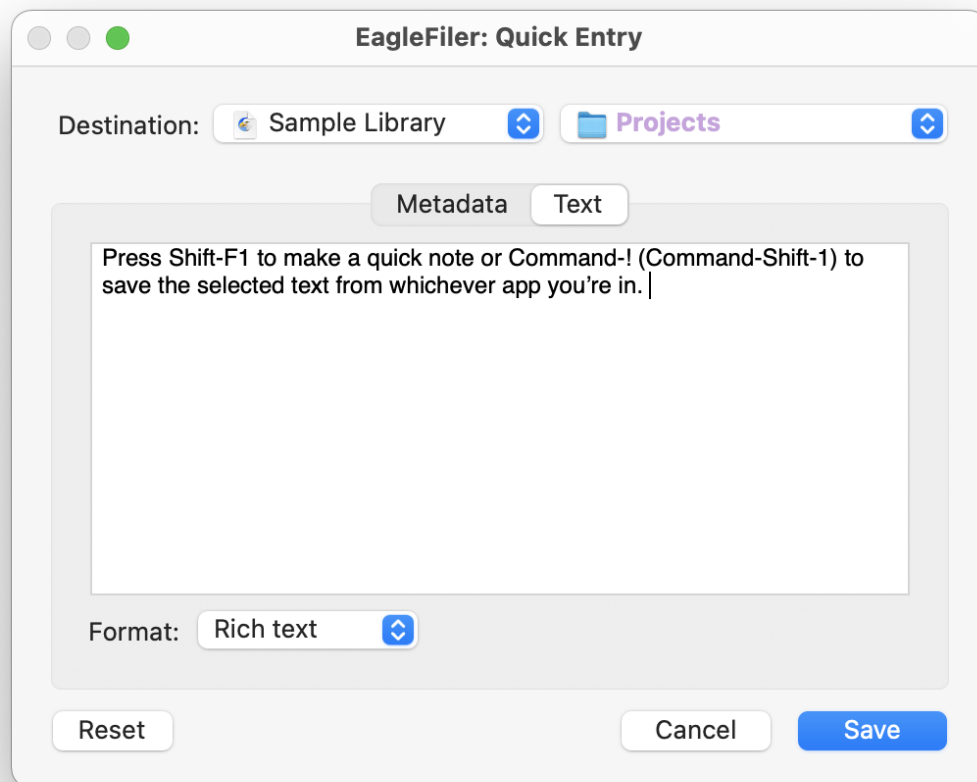 EagleFiler: Quick Entry
Destination: Sample Library Projects
Metadata Text
Press Shift-F1 to make a quick note or Command-! (Command-Shift-1) to
save the selected text from whichever app you’re in.
Format: Rich text
Reset Cancel Save